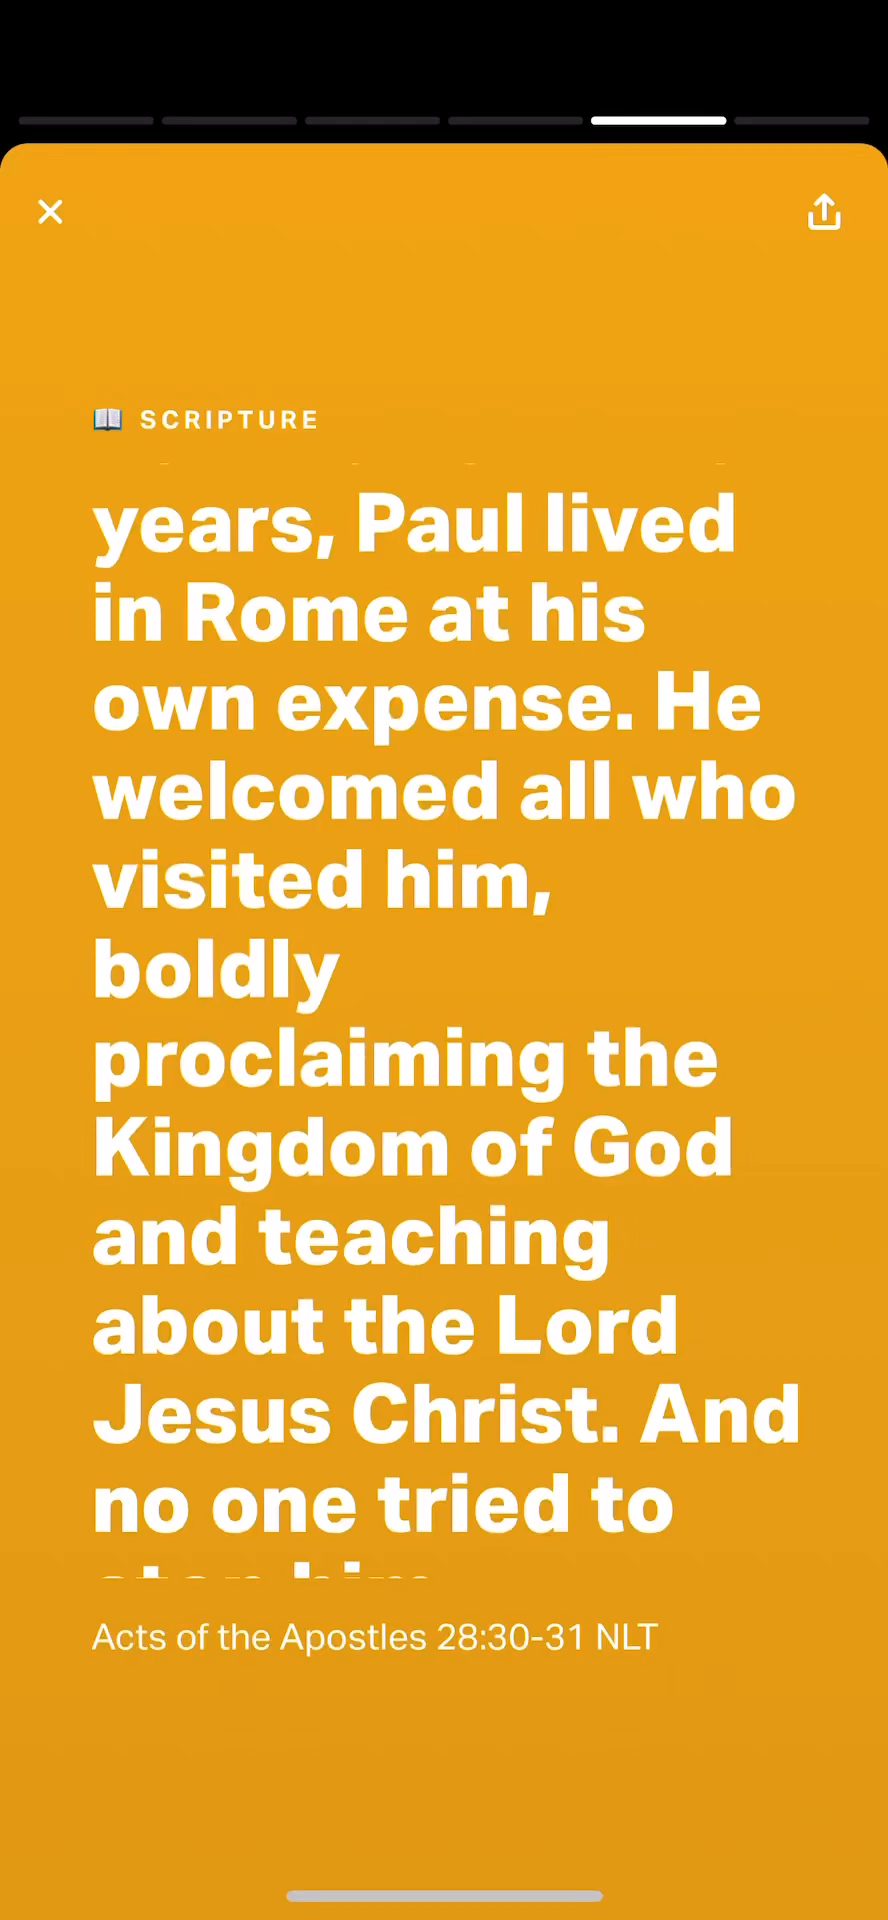 SCRIPTURE
years, Paul lived
in Rome at his
own expense. He
welcomed all who
visited him,
boldly
proclaiming the
Kingdom of God
and teaching
about the Lord
Jesus Christ. And
no one tried to
Acts of the Apostles 28:30-31 NLT